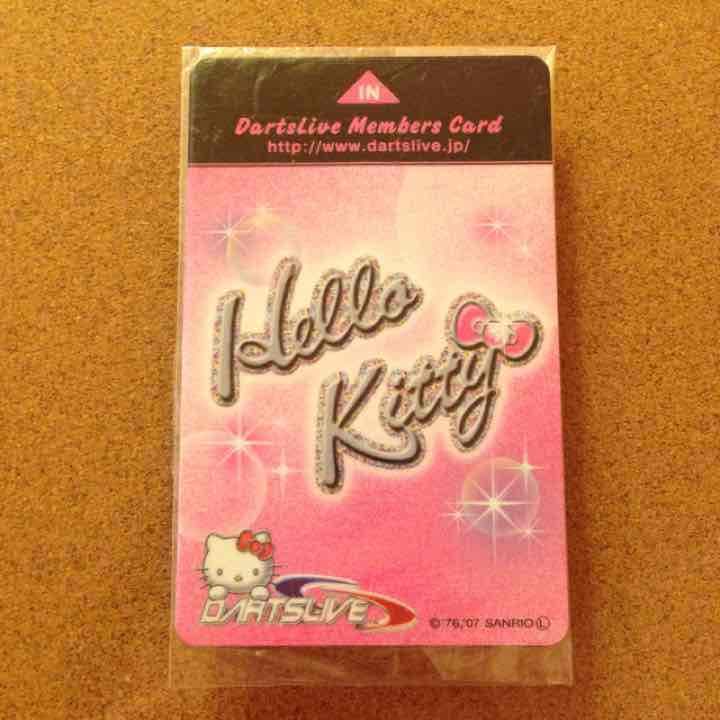 IN
DartsLive Members Card
http://www.dartslive.jp/
Hello
Kitty
DARTSLIVE
©'76,'07 SANRIO Ⓛ